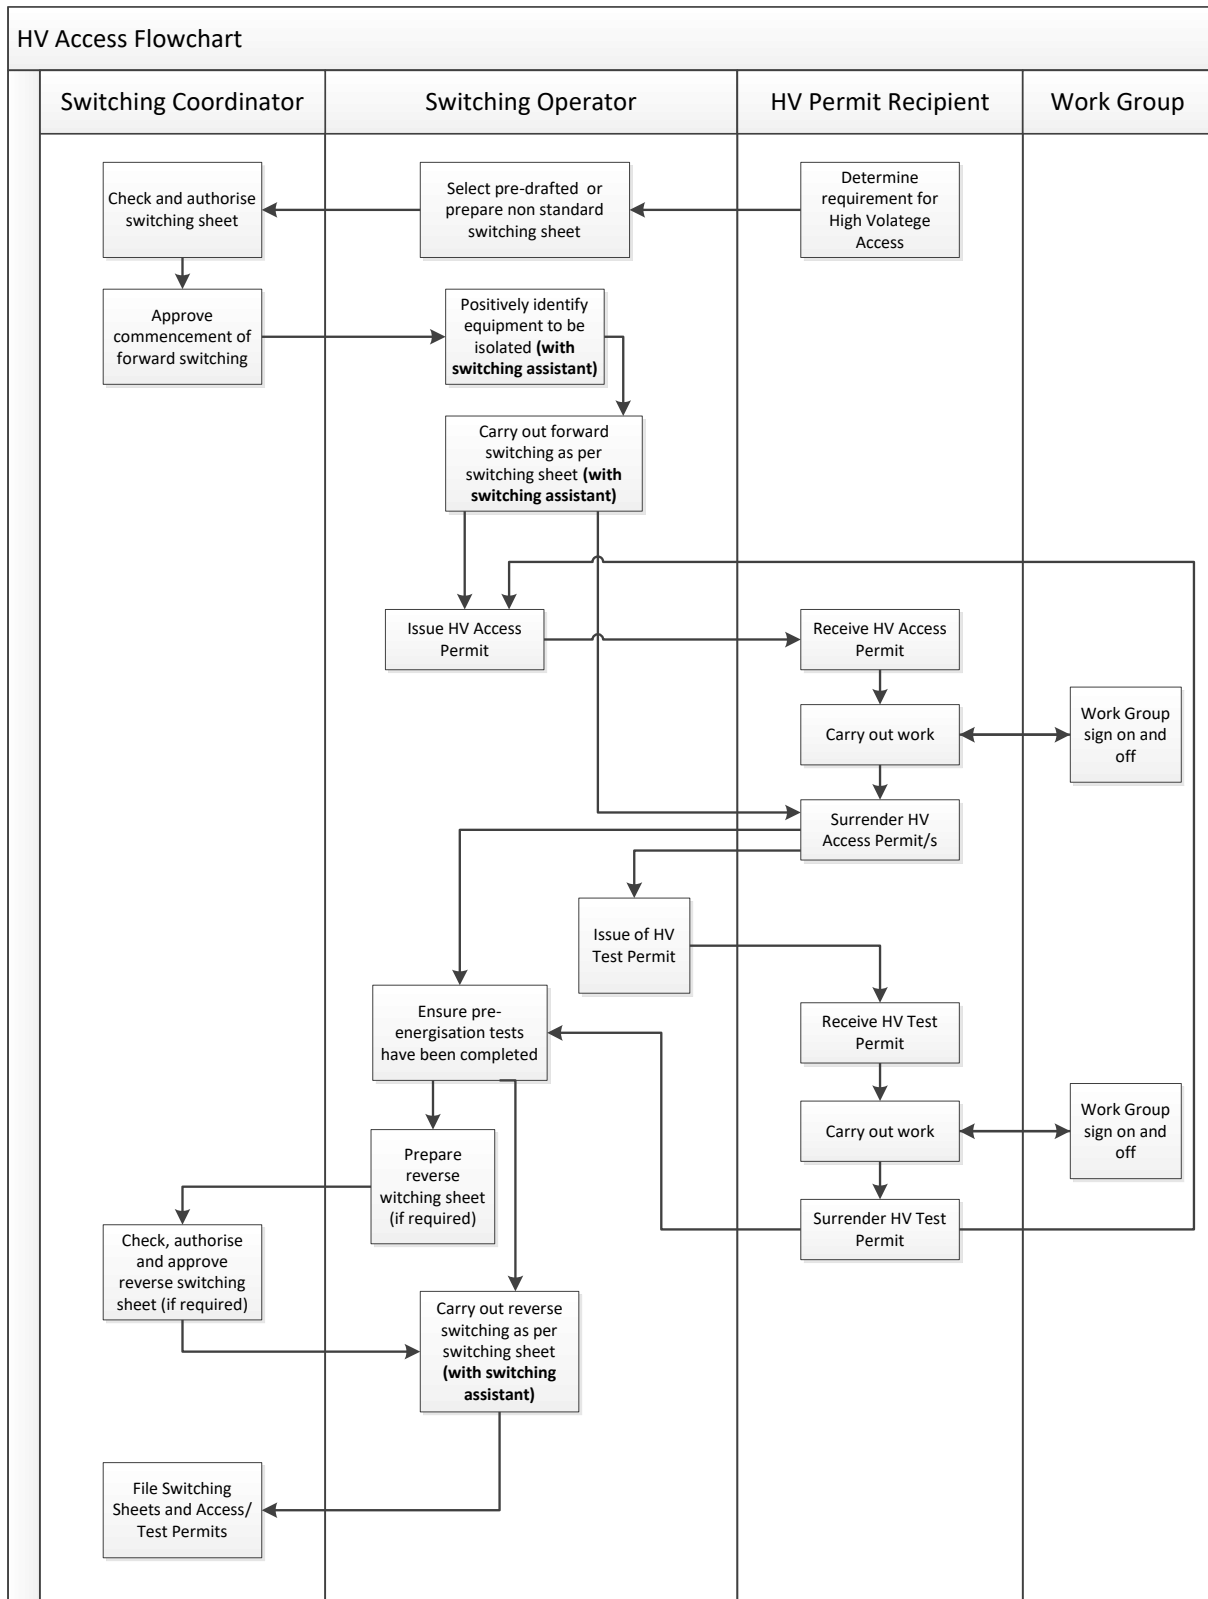 HV Access Flowchart
Switching Coordinator
Switching Operator
HV Permit Recipient
Work Group
Check and authorise
switching sheet
Select pre-drafted  or
prepare non standard
switching sheet
Determine
requirement for
High Volatege
Access
Approve
commencement of
forward switching
Positively identify
equipment to be
isolated (with
switching assistant)
Carry out forward
switching as per
switching sheet (with
switching assistant)
Issue HV Access
Permit
Receive HV Access
Permit
Carry out work
Work Group
sign on and
off
Surrender HV
Access Permit/s
Issue of HV
Test Permit
Ensure pre-
energisation tests
have been completed
Receive HV Test
Permit
Carry out work
Work Group
sign on and
off
Prepare
reverse
witching sheet
(if required)
Surrender HV Test
Permit
Check, authorise
and approve
reverse switching
sheet (if required)
Carry out reverse
switching as per
switching sheet
(with switching
assistant)
File Switching
Sheets and Access/
Test Permits